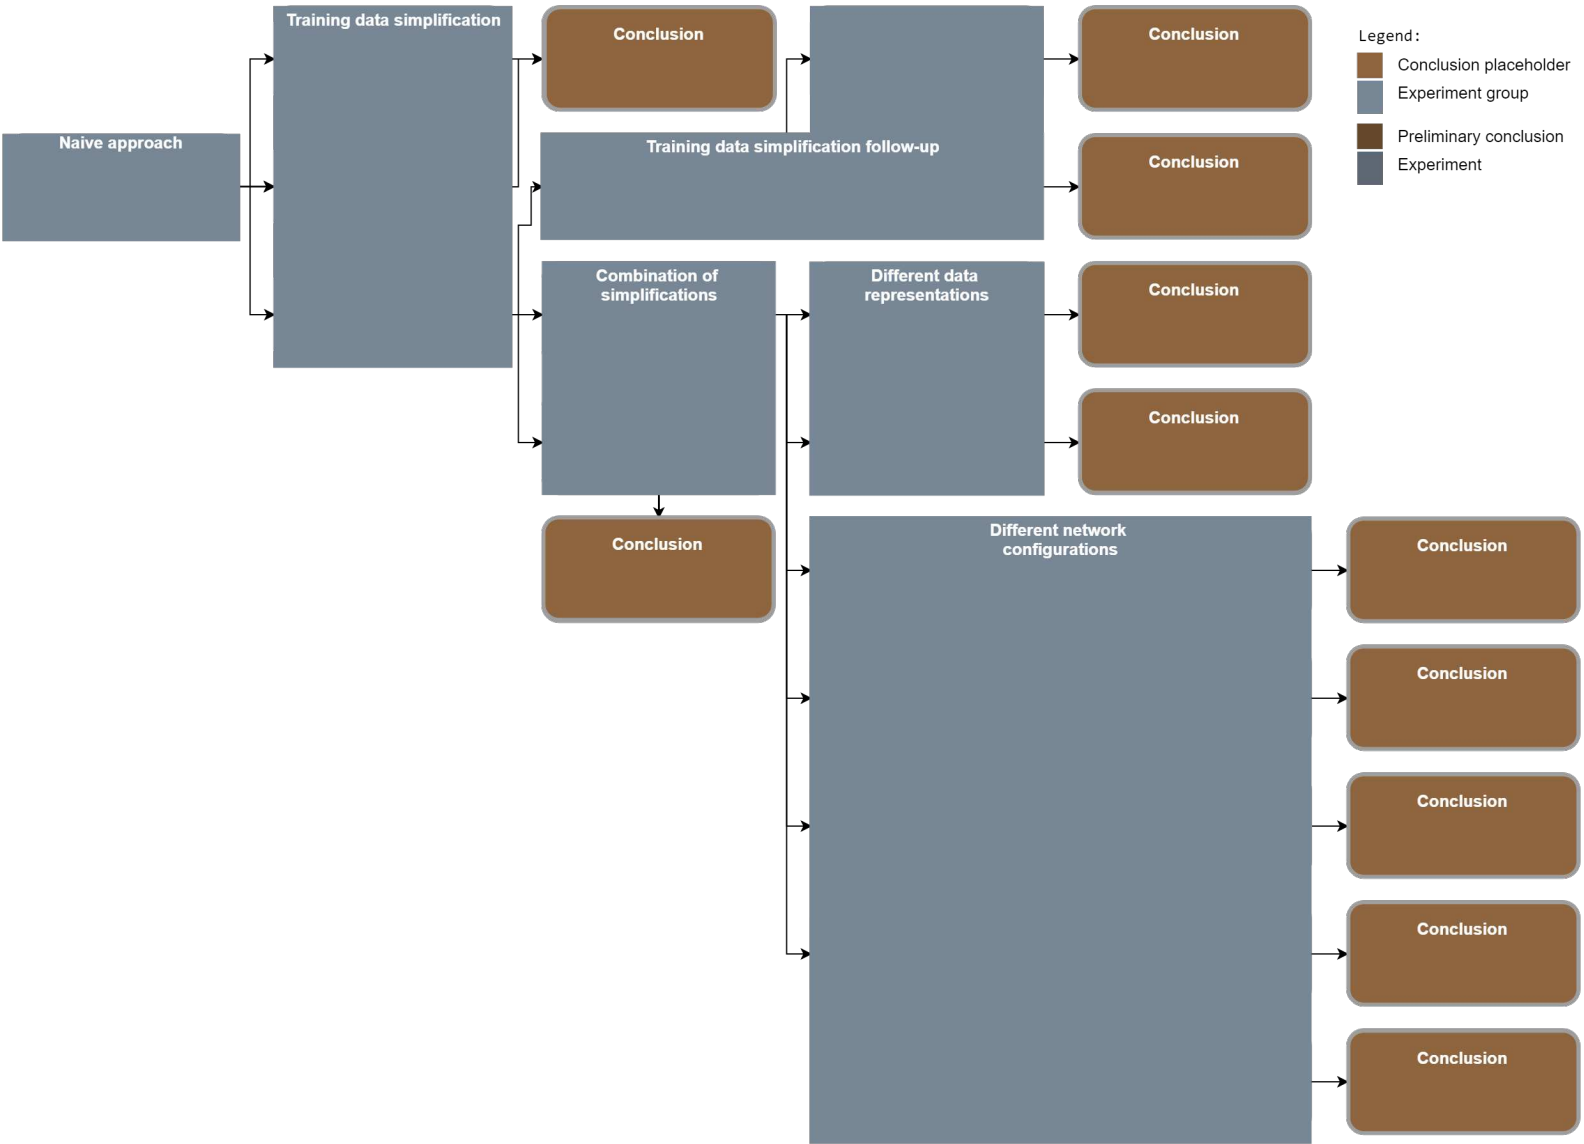 Training data simplification
Conclusion
Conclusion
Legend:
Conclusion placeholder
Experiment group
Preliminary conclusion
Experiment
Naive approach
Training data simplification follow-up
Conclusion
Combination of
simplifications
Different data
representations
Conclusion
Conclusion
Conclusion
Different network
configurations
Conclusion
Conclusion
Conclusion
Conclusion
Conclusion